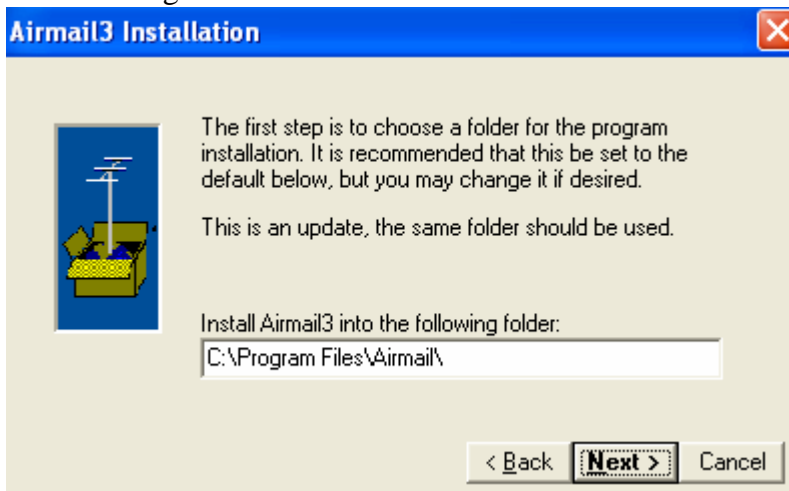 Airmail3 Installation
The first step is to choose a folder for the program
installation. It is recommended that this be set to the
default below, but you may change it if desired.
This is an update, the same folder should be used.
Install Airmail3 into the following folder:
C:\Program Files\Airmail\
< Back Next > Cancel